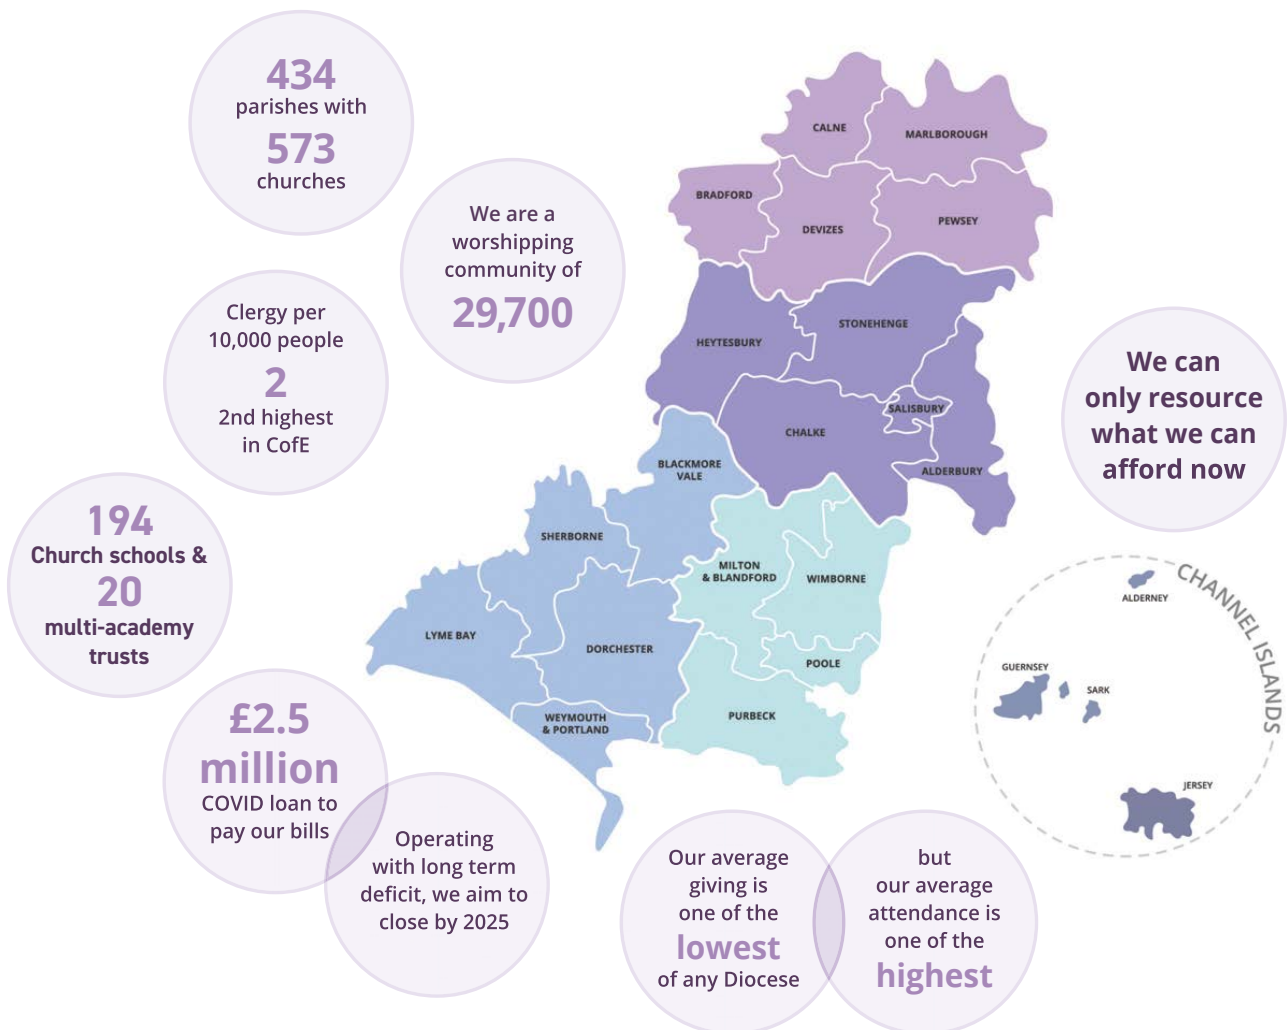 434
parishes with
573
churches
We are a
worshipping
community of
29,700
Clergy per
10,000 people
2
2nd highest
in CofE
194
Church schools &
20
multi-academy
trusts
£2.5
million
COVID loan to
pay our bills
Operating
with long term
deficit, we aim to
close by 2025
Our average
giving is
one of the
lowest
of any Diocese
but
our average
attendance is
one of the
highest
We can
only resource
what we can
afford now
CALNE
MARLBOROUGH
BRADFORD
DEVIZES
PEWSEY
HEYTESBURY
STONEHENGE
SALISBURY
CHALKE
ALDERBURY
BLACKMORE
VALE
SHERBORNE
MILTON
& BLANDFORD
WIMBORNE
LYME BAY
DORCHESTER
POOLE
WEYMOUTH
& PORTLAND
PURBECK
CHANNEL ISLANDS
ALDERNEY
GUERNSEY
SARK
JERSEY